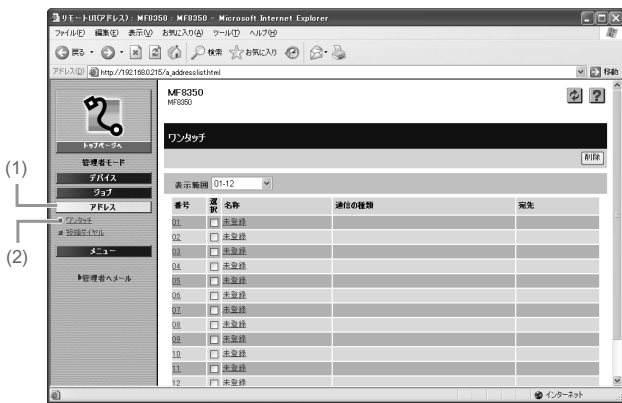 リモートUI(アドレス) : MF8350 : MF8350 - Microsoft Internet Explorer
ファイル(F) 編集(E) 表示(V) お気に入り(A) ツール(T) ヘルプ(H)
戻る 検索 お気に入り
アドレス(D) http://192.168.0.215/a_addresslist.html 移動
MF8350
MF8350
トップページへ
ワンタッチ
管理者モード
削除
デバイス
ジョブ
表示範囲 01-12
(1)
アドレス
番号 選択 名称 通信の種類 宛先
ワンタッチ
01 未登録
(2)
短縮ダイヤル
02 未登録
メニュー
03 未登録
04 未登録
管理者へメール
05 未登録
06 未登録
07 未登録
08 未登録
09 未登録
10 未登録
11 未登録
12 未登録
インターネット